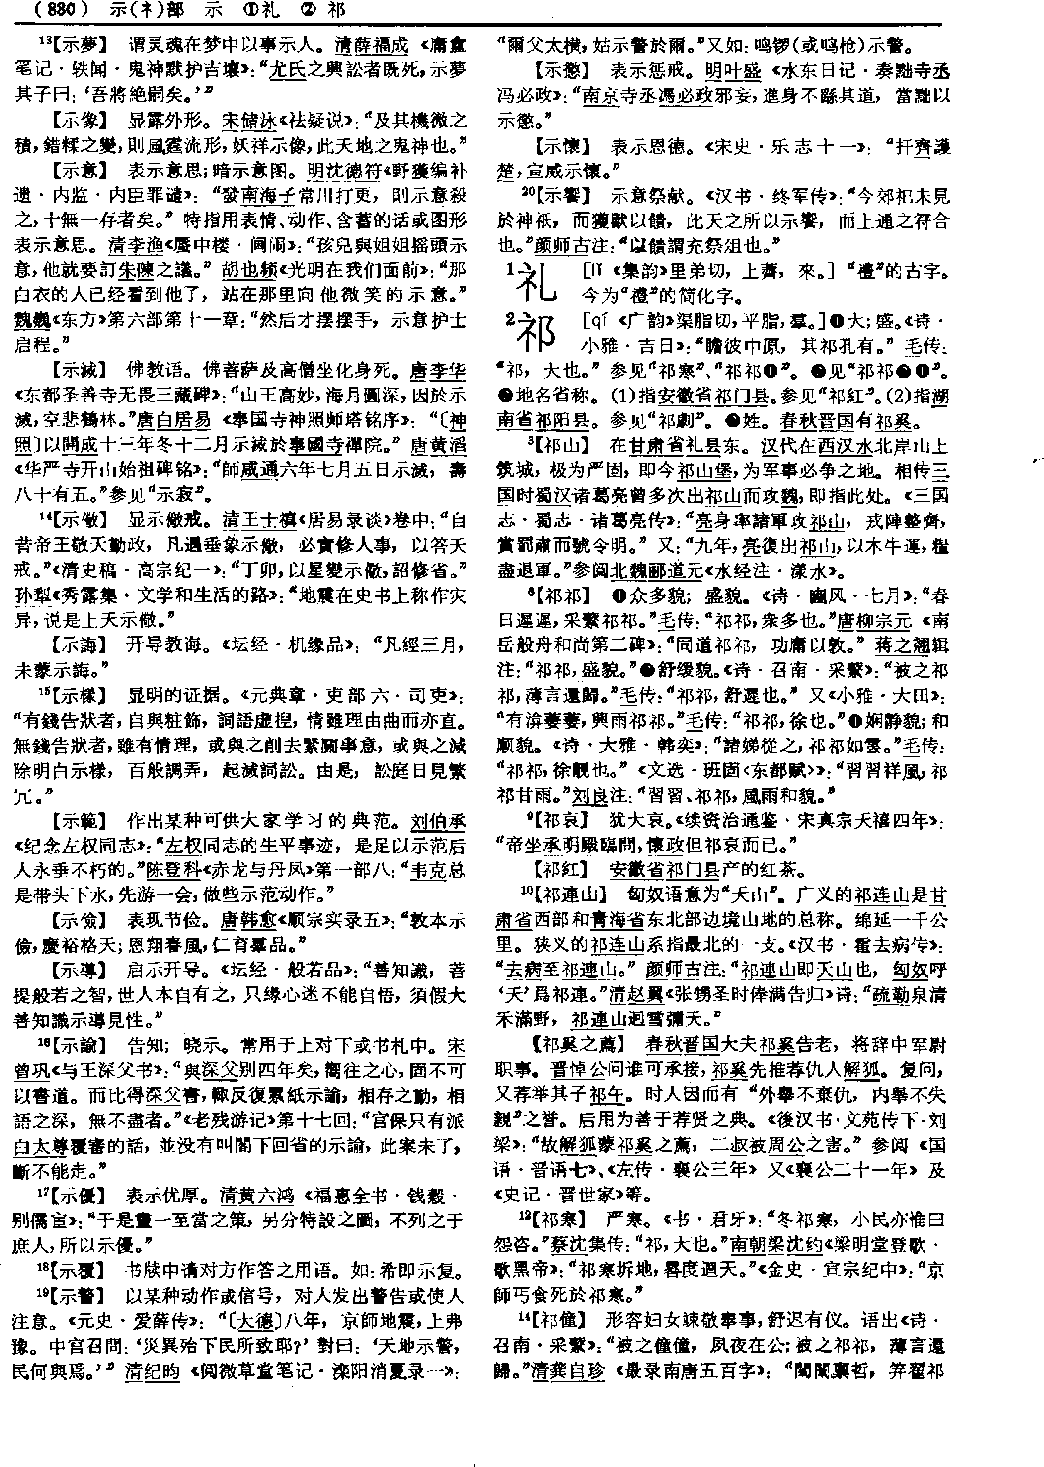 (830) 示(礻)部 示 ①礼 ② 祁
¹³【示夢】 谓灵魂在梦中以事示人。清薛福成《庸盦
笔记·轶闻·鬼神默护吉壤》：“尤氏之興訟者既死，示夢
其子曰：‘吾將絶嗣矣。’”
【示象】 显露外形。宋储泳《祛疑说》：“及其機微之
積，錯糅之變，則風霆流形，妖祥示像，此天地之鬼神也。”
【示意】 表示意思；暗示意图。明沈德符《野獲编补
遗·内监·内臣罪谴》：“發南海子常川打更，則示意殺
之，十無一存者矣。” 特指用表情、动作、含蓄的话或图形
表示意思。清李渔《蜃中楼·闺闹》：“孩兒與姐姐摇頭示
意，他就要訂朱陳之議。” 胡也频《光明在我们面前》：“那
白衣的人已经看到他了，站在那里向他微笑的示意。”
魏巍《东方》第六部第十一章：“然后才摆摆手，示意护士
启程。”
【示滅】 佛教语。佛菩萨及高僧坐化身死。唐李华
《东都圣善寺无畏三藏碑》：“山王高妙，海月圓深，因於示
滅，空悲鶴林。”唐白居易《奉国寺神照师塔铭序》：“〔神
照〕以開成十三年冬十二月示滅於奉國寺禪院。” 唐黄滔
《华严寺开山始祖碑铭》：“師咸通六年七月五日示滅，壽
八十有五。”参见“示寂”。
¹⁴【示儆】 显示儆戒。清王士禛《居易录谈》卷中：“自
昔帝王敬天勤政，凡遇垂象示儆，必實修人事，以答天
戒。”《清史稿·高宗纪一》：“丁卯，以星變示儆，詔修省。”
孙犁《秀露集·文学和生活的路》：“地震在史书上称作灾
异，说是上天示儆。”
【示誨】 开导教诲。《坛经·机缘品》：“凡經三月，
未蒙示誨。”
¹⁵【示樣】 显明的证据。《元典章·吏部六·司吏》：
“有錢告狀者，自與粧飾，詞語虚捏，情雖理由曲而亦直。
無錢告狀者，雖有情理，或與之削去緊關事意，或與之減
除明白示樣，百般調弄，起滅詞訟。由是，訟庭日見繁
冗。”
【示範】 作出某种可供大家学习的典范。刘伯承
《纪念左权同志》：“左权同志的生平事迹，是足以示范后
人永垂不朽的。”陈登科《赤龙与丹凤》第一部八：“韦克总
是带头下水，先游一会，做些示范动作。”
【示儉】 表现节俭。唐韩愈《顺宗实录五》：“敦本示
儉，慶裕格天；恩翔春風，仁育羣品。”
【示導】 启示开导。《坛经·般若品》：“善知識，菩
提般若之智，世人本自有之，只緣心迷不能自悟，須假大
善知識示導見性。”
¹⁶【示諭】 告知；晓示。常用于上对下或书札中。宋
曾巩《与王深父书》：“與深父别四年矣，嚮往之心，固不可
以書道。而比得深父書，輒反復累紙示諭，相存之勤，相
語之深，無不盡者。”《老残游记》第十七回：“宫保只有派
白太尊覆審的話，並没有叫閣下回省的示諭，此案未了，
斷不能走。”
¹⁷【示優】 表示优厚。清黄六鸿《福惠全书·钱穀·
别儒宦》：“于是畫一至當之策，另分特設之圖，不列之于
庶人，所以示優。”
¹⁸【示覆】 书牍中请对方作答之用语。如：希即示复。
¹⁹【示警】 以某种动作或信号，对人发出警告或使人
注意。《元史·爱薛传》：“〔大德〕八年，京師地震，上弗
豫。中宫召問：‘災異殆下民所致耶？’對曰：‘天地示警，
民何與焉。’” 清纪昀《阅微草堂笔记·滦阳消夏录一》：
“爾父太横，姑示警於爾。”又如：鸣锣(或鸣枪)示警。
【示懲】 表示惩戒。明叶盛《水东日记·奏黜寺丞
冯必政》：“南京寺丞馮必政邪妄，進身不繇其道，當黜以
示懲。”
【示懷】 表示恩德。《宋史·乐志十一》：“扞齊護
楚，宣威示懷。”
²⁰【示饗】 示意祭献。《汉书·终军传》：“今郊祀未見
於神祇，而獲獸以饋，此天之所以示饗，而上通之符合
也。”颜师古注：“以饋謂充祭俎也。”
¹礼 [lǐ《集韵》里弟切，上薺，來。]“禮”的古字。
今为“禮”的简化字。
²祁 [qí《广韵》渠脂切，平脂，羣。]❶大；盛。《诗·
小雅·吉日》：“瞻彼中原，其祁孔有。” 毛传：
“祁，大也。” 参见“祁寒”、“祁祁❶”。❷见“祁祁❷❸”。
❸地名省称。(1)指安徽省祁门县。参见“祁紅”。(2)指湖
南省祁阳县。参见“祁劇”。❹姓。春秋晋国有祁奚。
³【祁山】 在甘肃省礼县东。汉代在西汉水北岸山上
筑城，极为严固，即今祁山堡，为军事必争之地。相传三
国时蜀汉诸葛亮曾多次出祁山而攻魏，即指此处。《三国
志·蜀志·诸葛亮传》：“亮身率諸軍攻祁山，戎陣整齊，
賞罰肅而號令明。” 又：“九年，亮復出祁山，以木牛運，糧
盡退軍。”参阅北魏郦道元《水经注·漾水》。
⁸【祁祁】 ❶众多貌；盛貌。《诗·豳风·七月》：“春
日遲遲，采蘩祁祁。”毛传：“祁祁，衆多也。”唐柳宗元《南
岳般舟和尚第二碑》：“同道祁祁，功庸以敦。” 蒋之翘辑
注：“祁祁，盛貌。”❷舒缓貌。《诗·召南·采蘩》：“被之祁
祁，薄言還歸。”毛传：“祁祁，舒遲也。” 又《小雅·大田》：
“有渰萋萋，興雨祁祁。”毛传：“祁祁，徐也。”❸娴静貌；和
顺貌。《诗·大雅·韩奕》：“諸娣從之，祁祁如雲。”毛传：
“祁祁，徐靚也。”《文选·班固〈东都赋〉》：“習習祥風，祁
祁甘雨。”刘良注：“習習、祁祁，風雨和貌。”
⁹【祁哀】 犹大哀。《续资治通鉴·宋真宗天禧四年》：
“帝坐承明殿臨問，懷政但祁哀而已。”
【祁紅】 安徽省祁门县产的红茶。
¹⁰【祁連山】 匈奴语意为“天山”。广义的祁连山是甘
肃省西部和青海省东北部边境山地的总称。绵延一千公
里。狭义的祁连山系指最北的一支。《汉书·霍去病传》：
“去病至祁連山。” 颜师古注：“祁連山即天山也，匈奴呼
‘天’爲祁連。”清赵翼《张甥圣时俸满告归》诗：“疏勒泉清
禾滿野，祁連山迥雪彌天。”
【祁奚之薦】 春秋晋国大夫祁奚告老，将辞中军尉
职事。晋悼公问谁可承接，祁奚先推荐仇人解狐。复问，
又荐举其子祁午。时人因而有“外舉不棄仇，内舉不失
親”之誉。后用为善于荐贤之典。《後汉书·文苑传下·刘
梁》：“故解狐蒙祁奚之薦，二叔被周公之害。” 参阅《国
语·晋语七》、《左传·襄公三年》又《襄公二十一年》及
《史记·晋世家》等。
¹²【祁寒】 严寒。《书·君牙》：“冬祁寒，小民亦惟曰
怨咨。”蔡沈集传：“祁，大也。”南朝梁沈约《梁明堂登歌·
歌黑帝》：“祁寒坼地，晷度迴天。”《金史·宣宗纪中》：“京
師丐食死於祁寒。”
¹⁴【祁僮】 形容妇女竦敬奉事，舒迟有仪。语出《诗·
召南·采蘩》：“被之僮僮，夙夜在公；被之祁祁，薄言還
歸。”清龚自珍《最录南唐五百字》：“閨閫稟哲，笄翟祁